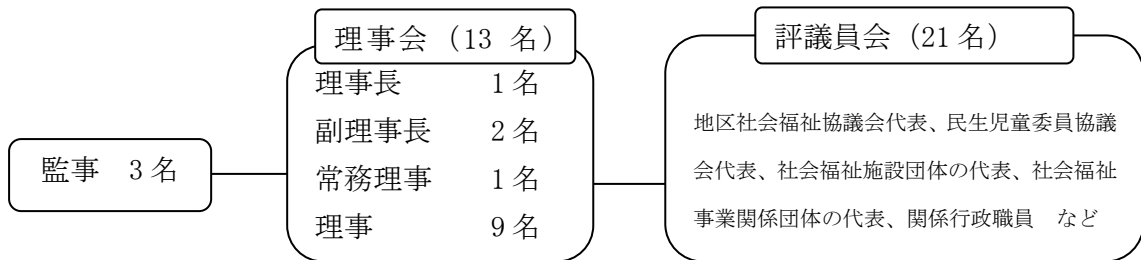 監事　3名
理事会（13 名）
理事長　1名
副理事長　2名
常務理事　1名
理事　9名
評議員会（21名）
地区社会福祉協議会代表、民生児童委員協議
会代表、社会福祉施設団体の代表、社会福祉
事業関係団体の代表、関係行政職員　など